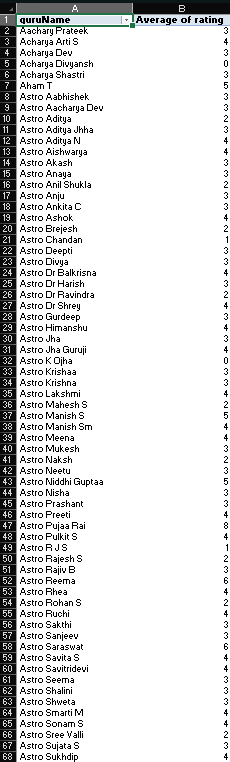 A B
1 guruName Average of rating
2 Aachary Prateek 3
3 Acharya Arti S 4
4 Acharya Dev 3
5 Acharya Divyansh 0
6 Acharya Shastri 3
7 Aham T 5
8 Astro Aabhishek 3
9 Astro Aacharya Dev 3
10 Astro Aditya 2
11 Astro Aditya Jhha 3
12 Astro Aditya N 4
13 Astro Aishwarya 4
14 Astro Akash 3
15 Astro Anaya 3
16 Astro Anil Shukla 2
17 Astro Anju 3
18 Astro Ankita C 3
19 Astro Ashok 4
20 Astro Brejesh 2
21 Astro Chandan 1
22 Astro Deepti 3
23 Astro Divya 3
24 Astro Dr Balkrisna 4
25 Astro Dr Harish 3
26 Astro Dr Ravindra 2
27 Astro Dr Shrey 4
28 Astro Gurdeep 3
29 Astro Himanshu 4
30 Astro Jha 3
31 Astro Jha Guruji 4
32 Astro K Ojha 0
33 Astro Krishaa 3
34 Astro Krishna 3
35 Astro Lakshmi 4
36 Astro Mahesh S 2
37 Astro Manish S 5
38 Astro Manish Sm 4
39 Astro Meena 4
40 Astro Mukesh 3
41 Astro Naksh 2
42 Astro Neetu 3
43 Astro Niddhi Guptaa 5
44 Astro Nisha 3
45 Astro Prashant 3
46 Astro Preeti 4
47 Astro Pujaa Rai 8
48 Astro Pulkit S 4
49 Astro R J S 1
50 Astro Rajesh S 2
51 Astro Rajiv B 3
52 Astro Reema 6
53 Astro Rhea 4
54 Astro Rohan S 2
55 Astro Ruchi 4
56 Astro Sakthi 3
57 Astro Sanjeev 3
58 Astro Saraswat 6
59 Astro Savita S 4
60 Astro Savitridevi 4
61 Astro Seema 3
62 Astro Shalini 3
63 Astro Shweta 3
64 Astro Smarti M 4
65 Astro Sonam S 4
66 Astro Sree Valli 2
67 Astro Sujata S 3
68 Astro Sukhdip 4